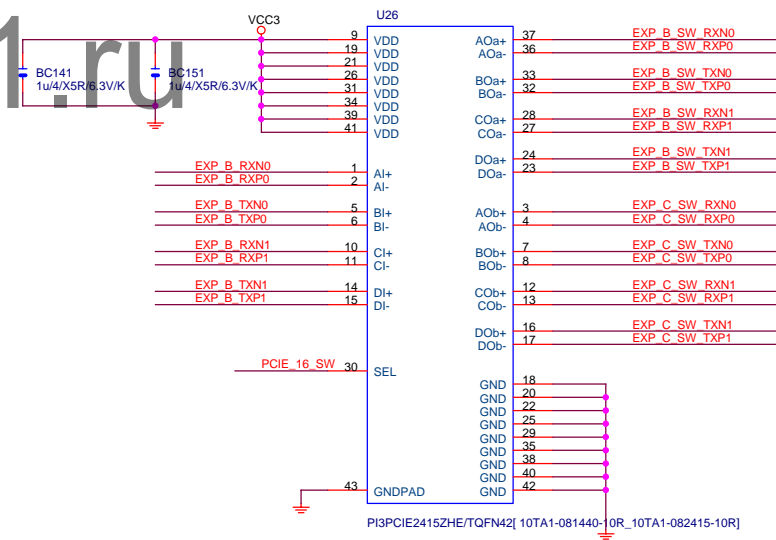 1.ru
VCC3
BC141
1u/4/X5R/6.3V/K
BC151
1u/4/X5R/6.3V/K
U26
9 VDD
19 VDD
21 VDD
26 VDD
31 VDD
34 VDD
39 VDD
41 VDD
EXP_B_RXN0 1 AI+
EXP_B_RXP0 2 AI-
EXP_B_TXN0 5 BI+
EXP_B_TXP0 6 BI-
EXP_B_RXN1 10 CI+
EXP_B_RXP1 11 CI-
EXP_B_TXN1 14 DI+
EXP_B_TXP1 15 DI-
PCIE_16_SW 30 SEL
43 GNDPAD
AOa+ 37 EXP_B_SW_RXN0
AOa- 36 EXP_B_SW_RXP0
BOa+ 33 EXP_B_SW_TXN0
BOa- 32 EXP_B_SW_TXP0
COa+ 28 EXP_B_SW_RXN1
COa- 27 EXP_B_SW_RXP1
DOa+ 24 EXP_B_SW_TXN1
DOa- 23 EXP_B_SW_TXP1
AOb+ 3 EXP_C_SW_RXN0
AOb- 4 EXP_C_SW_RXP0
BOb+ 7 EXP_C_SW_TXN0
BOb- 8 EXP_C_SW_TXP0
COb+ 12 EXP_C_SW_RXN1
COb- 13 EXP_C_SW_RXP1
DOb+ 16 EXP_C_SW_TXN1
DOb- 17 EXP_C_SW_TXP1
GND 18
GND 20
GND 22
GND 25
GND 29
GND 35
GND 38
GND 40
GND 42
PI3PCIE2415ZHE/TQFN42[ 10TA1-081440-10R_10TA1-082415-10R]